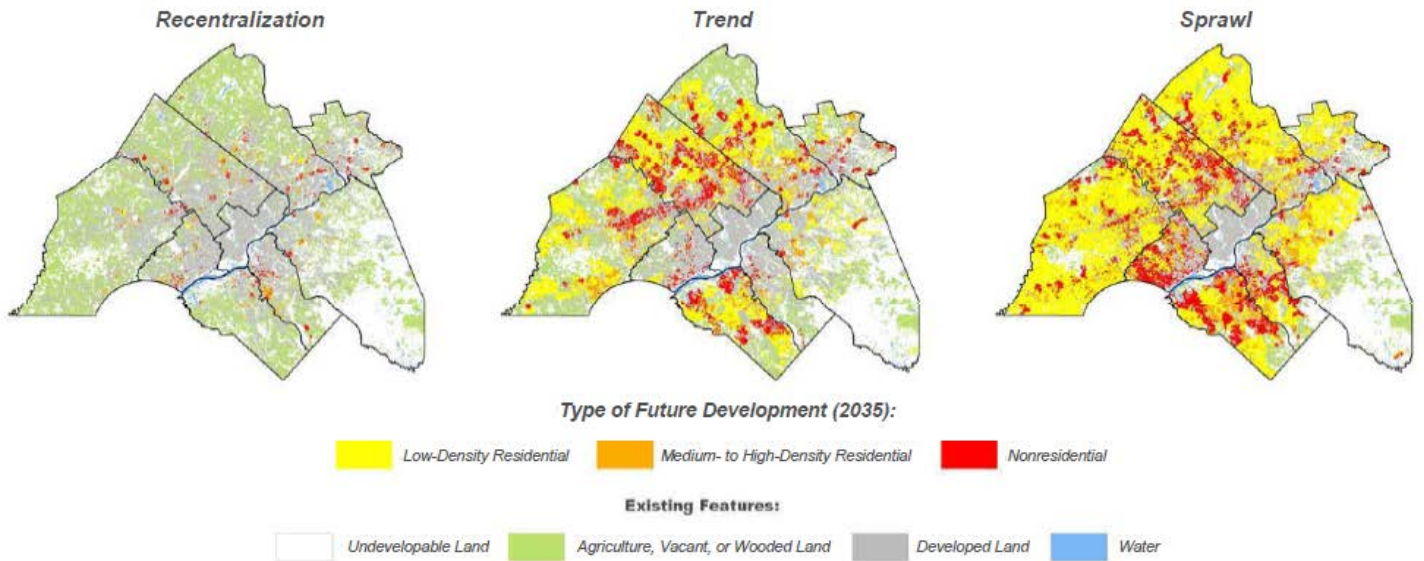 Recentralization
Trend
Sprawl
Type of Future Development (2035):
Low-Density Residential
Medium- to High-Density Residential
Nonresidential
Existing Features:
Undevelopable Land
Agriculture, Vacant, or Wooded Land
Developed Land
Water